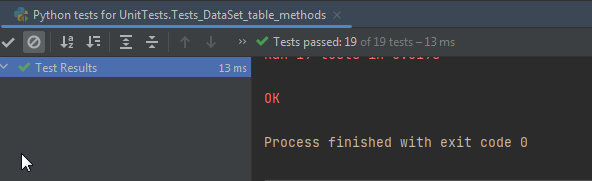 Python tests for UnitTests.Tests_DataSet_table_methods ×
Tests passed: 19 of 19 tests – 13 ms
Test Results 13 ms
OK
Process finished with exit code 0